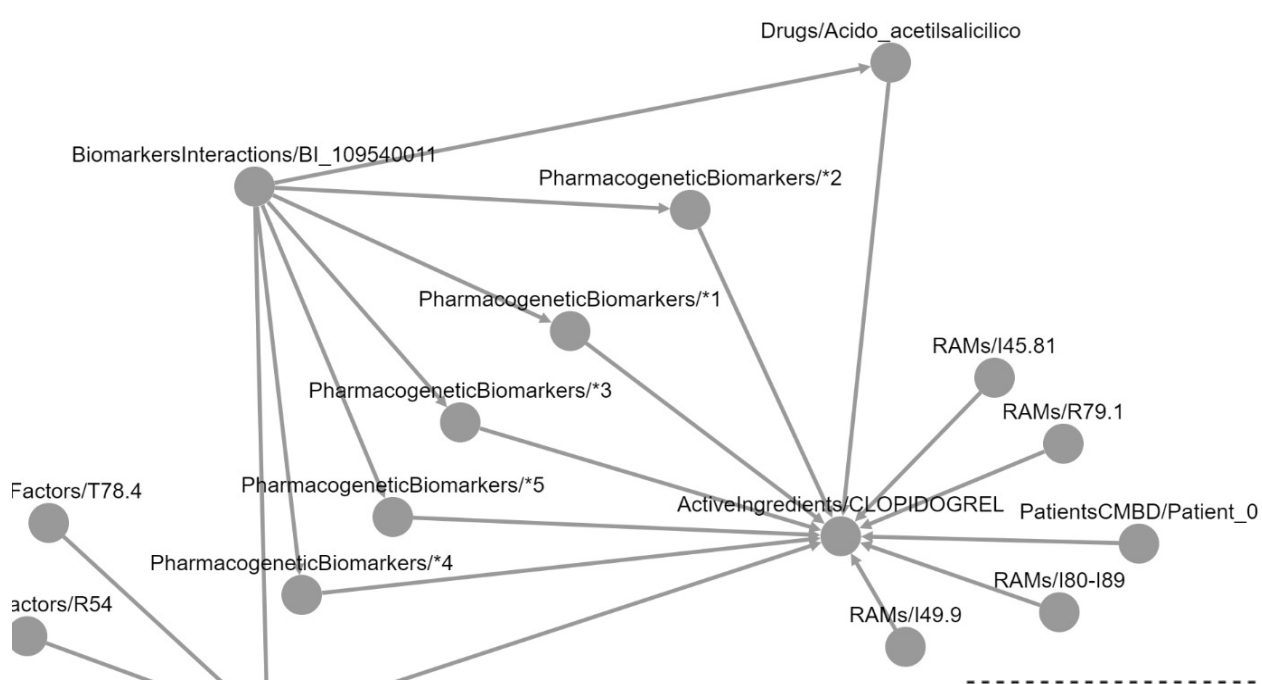 Drugs/Acido_acetilsalicilico
BiomarkersInteractions/BI_109540011
PharmacogeneticBiomarkers/*2
PharmacogeneticBiomarkers/*1
RAMs/I45.81
PharmacogeneticBiomarkers/*3
RAMs/R79.1
Factors/T78.4
PharmacogeneticBiomarkers/*5
ActiveIngredients/CLOPIDOGREL
PatientsCMBD/Patient_0
PharmacogeneticBiomarkers/*4
RAMs/I80-I89
actors/R54
RAMs/I49.9